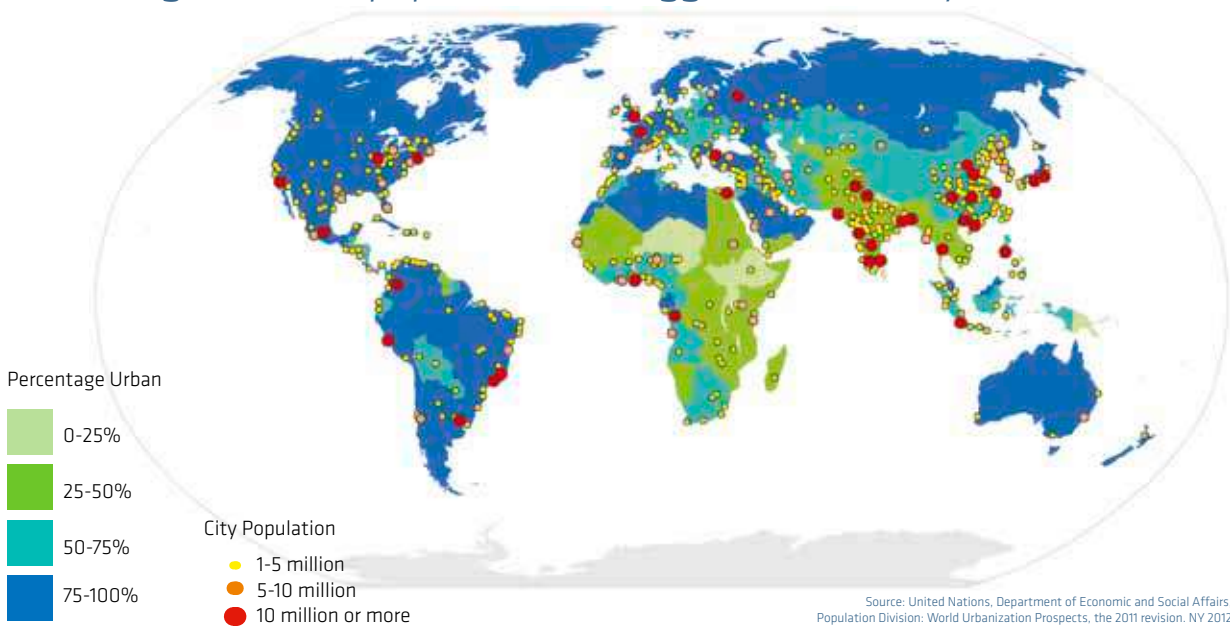 Percentage Urban
0-25%
25-50%
50-75%
75-100%
City Population
1-5 million
5-10 million
10 million or more
Source: United Nations, Department of Economic and Social Affairs
Population Division: World Urbanization Prospects, the 2011 revision. NY 2012